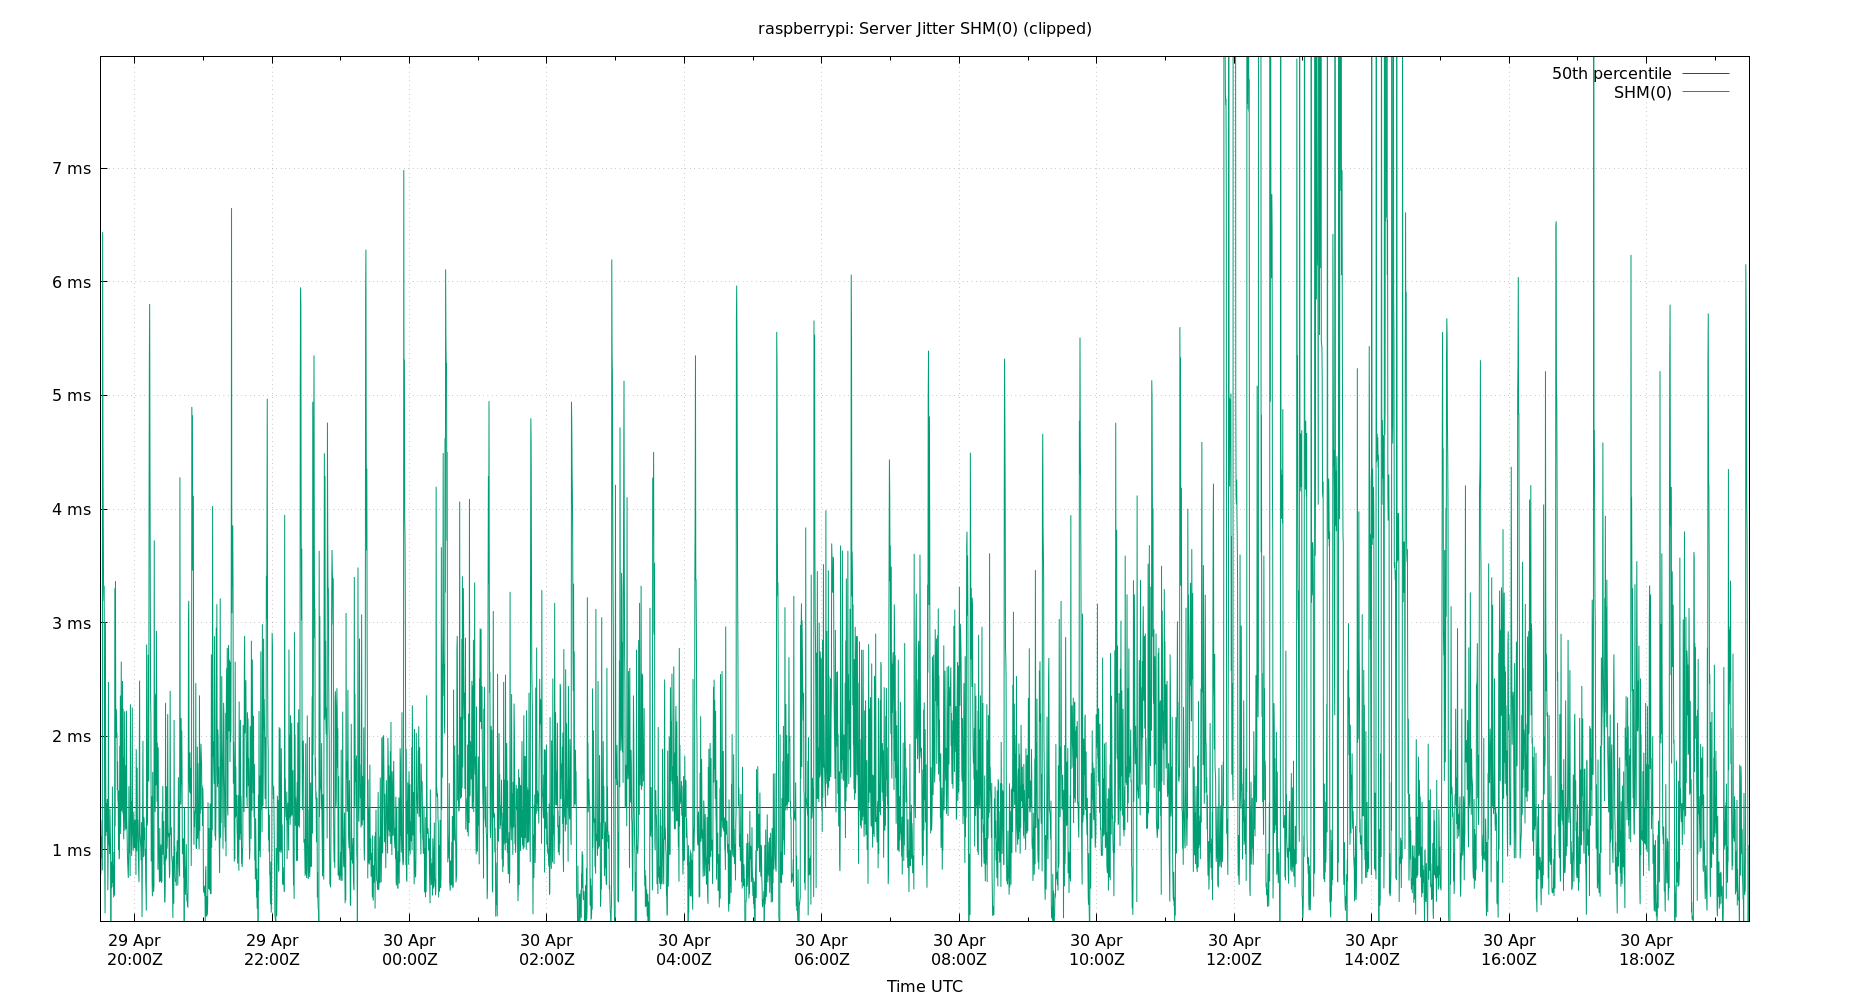 raspberrypi: Server Jitter SHM(0) (clipped)
50th percentile
SHM(0)
7 ms
6 ms
5 ms
4 ms
3 ms
2 ms
1 ms
29 Apr 29 Apr 30 Apr 30 Apr 30 Apr 30 Apr 30 Apr 30 Apr 30 Apr 30 Apr 30 Apr 30 Apr
20:00Z 22:00Z 00:00Z 02:00Z 04:00Z 06:00Z 08:00Z 10:00Z 12:00Z 14:00Z 16:00Z 18:00Z
Time UTC